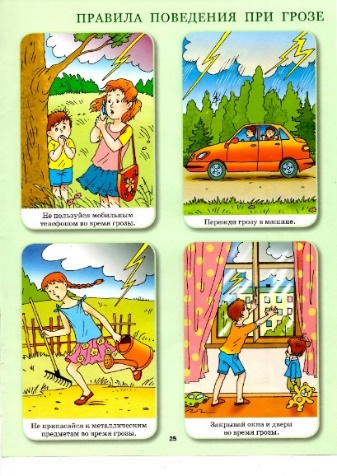 ПРАВИЛА ПОВЕДЕНИЯ ПРИ ГРОЗЕ
Не пользуйся мобильным
телефоном во время грозы.
Пережди грозу в машине.
Не прикасайся к металлическим
предметам во время грозы.
Закрывай окна и двери
во время грозы.
25